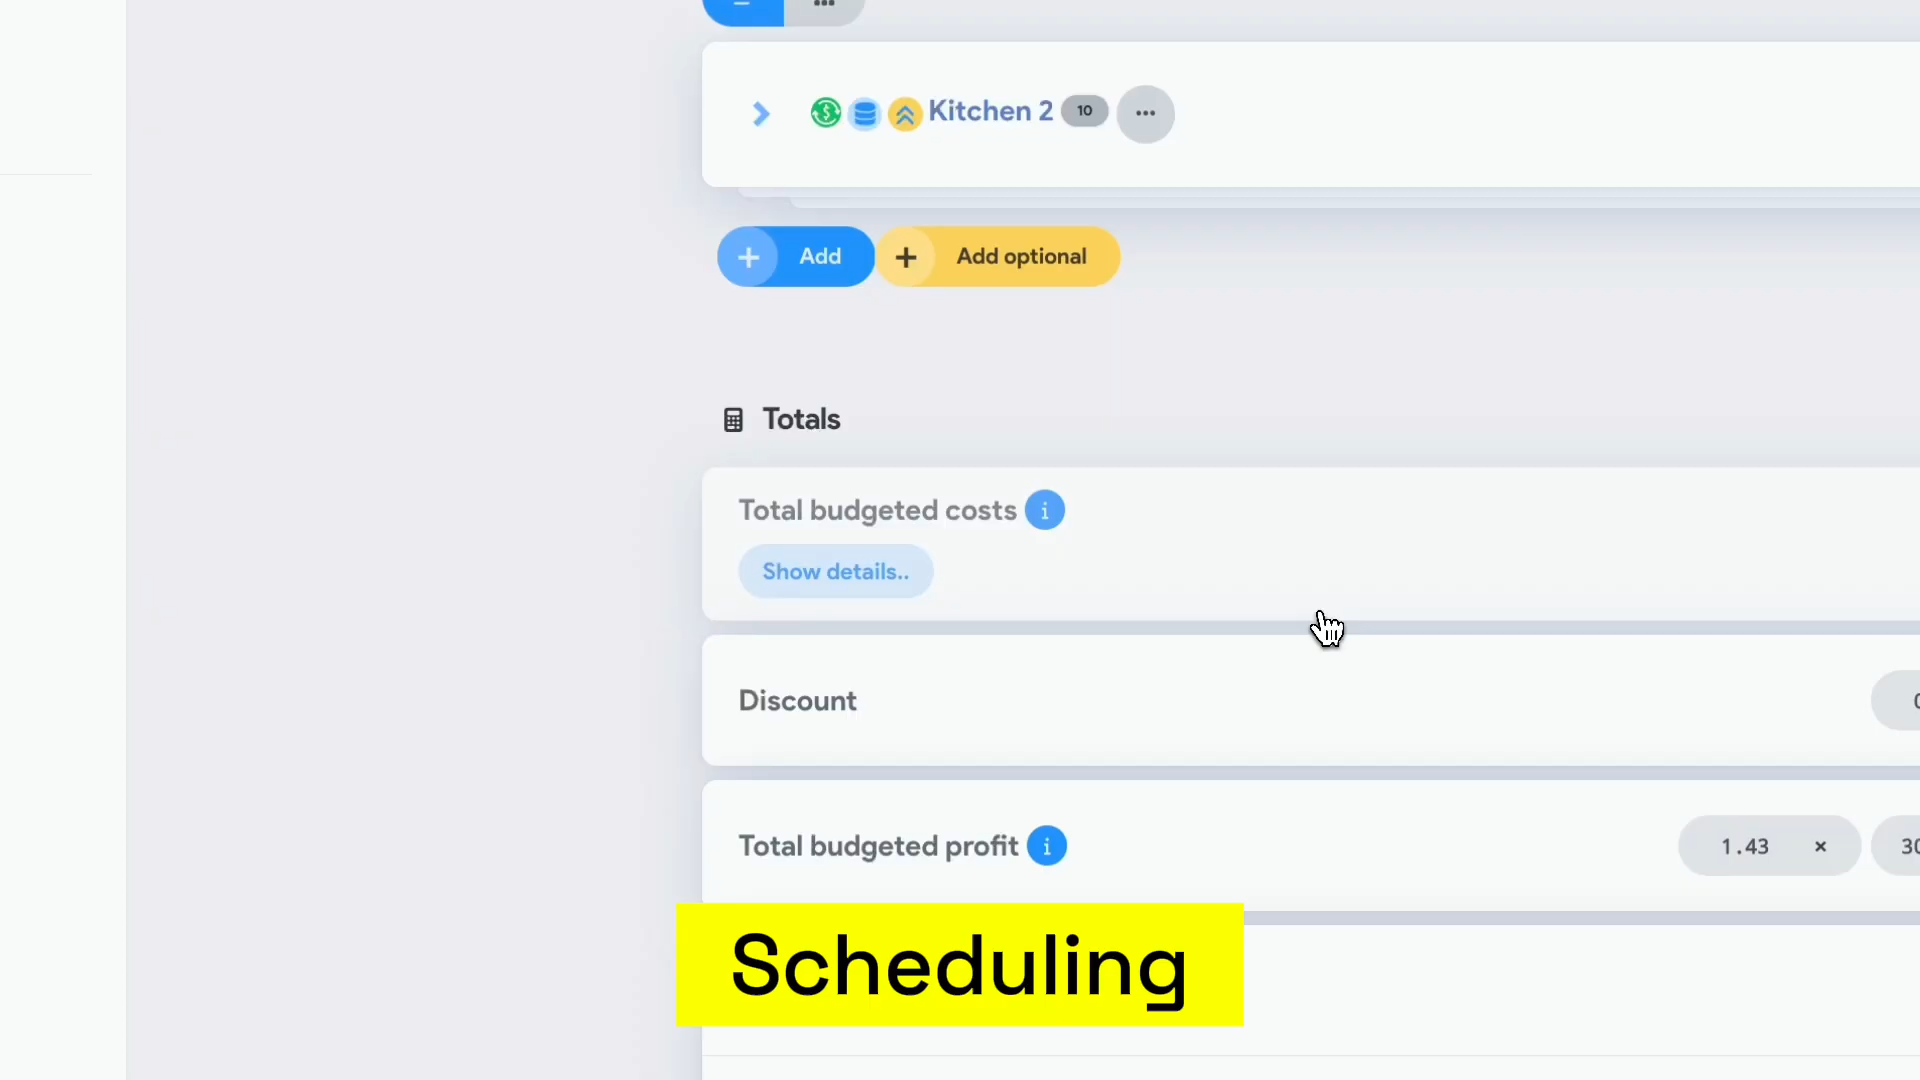 Kitchen 2 10
Add Add optional
Totals
Total budgeted costs i
Show details..
Discount
Total budgeted profit i 1.43 × 30
Scheduling